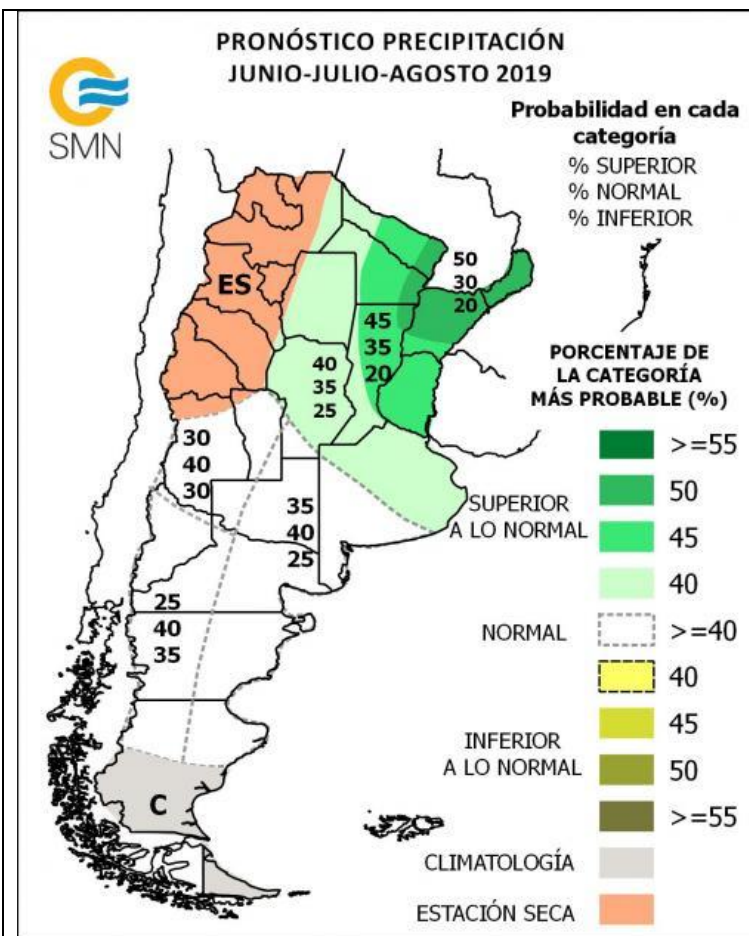 PRONÓSTICO PRECIPITACIÓN
JUNIO-JULIO-AGOSTO 2019
SMN
Probabilidad en cada
categoría
% SUPERIOR
% NORMAL
% INFERIOR
ES
50
30
20
45
35
20
40
35
25
30
40
30
35
40
25
25
40
35
C
PORCENTAJE DE
LA CATEGORÍA
MÁS PROBABLE (%)
SUPERIOR
A LO NORMAL
>=55
50
45
40
NORMAL
>=40
INFERIOR
A LO NORMAL
40
45
50
>=55
CLIMATOLOGÍA
ESTACIÓN SECA